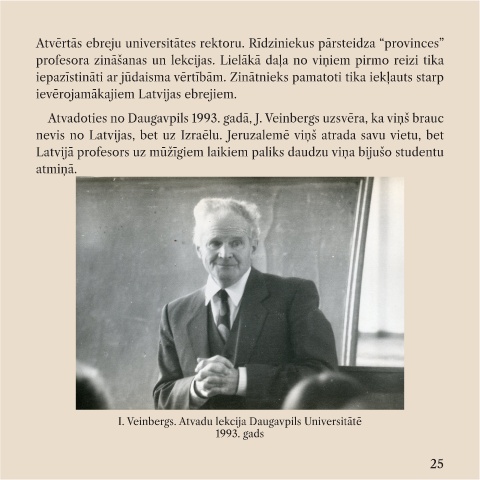 Atvērtās ebreju universitātes rektoru. Rīdziniekus pārsteidza “provinces”
profesora zināšanas un lekcijas. Lielākā daļa no viņiem pirmo reizi tika
iepazīstināti ar jūdaisma vērtībām. Zinātnieks pamatoti tika iekļauts starp
ievērojamākajiem Latvijas ebrejiem.
Atvadoties no Daugavpils 1993. gadā, J. Veinbergs uzsvēra, ka viņš brauc
nevis no Latvijas, bet uz Izraēlu. Jeruzalemē viņš atrada savu vietu, bet
Latvijā profesors uz mūžīgiem laikiem paliks daudzu viņa bijušo studentu
atmiņā.
I. Veinbergs. Atvadu lekcija Daugavpils Universitātē
1993. gads
25